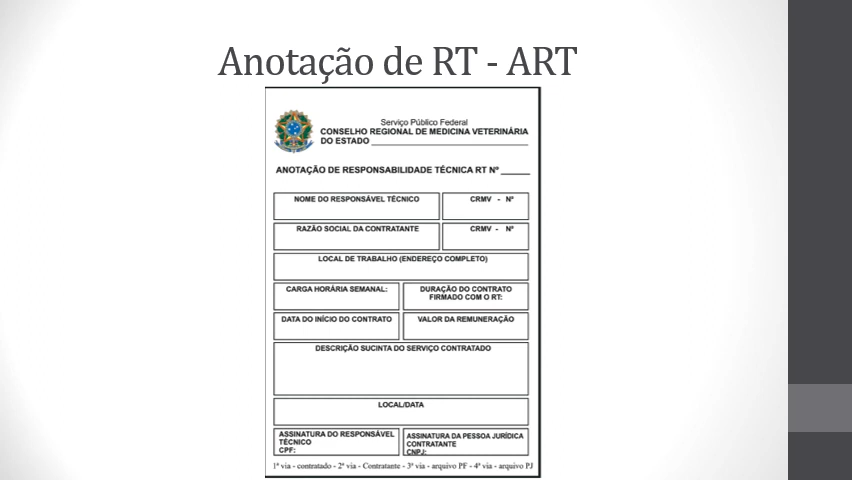 Anotação de RT - ART
Serviço Público Federal
CONSELHO REGIONAL DE MEDICINA VETERINÁRIA
DO ESTADO
ANOTAÇÃO DE RESPONSABILIDADE TÉCNICA RT Nº
NOME DO RESPONSÁVEL TÉCNICO
CRMV - Nº
RAZÃO SOCIAL DA CONTRATANTE
CRMV - Nº
LOCAL DE TRABALHO (ENDEREÇO COMPLETO)
CARGA HORÁRIA SEMANAL:
DURAÇÃO DO CONTRATO
FIRMADO COM O RT:
DATA DO INÍCIO DO CONTRATO
VALOR DA REMUNERAÇÃO
DESCRIÇÃO SUCINTA DO SERVIÇO CONTRATADO
LOCAL/DATA
ASSINATURA DO RESPONSÁVEL
TÉCNICO
CPF:
ASSINATURA DA PESSOA JURÍDICA
CONTRATANTE
CNPJ:
1ª via - contratado - 2ª via - Contratante - 3ª via - arquivo PF - 4ª via - arquivo PJ